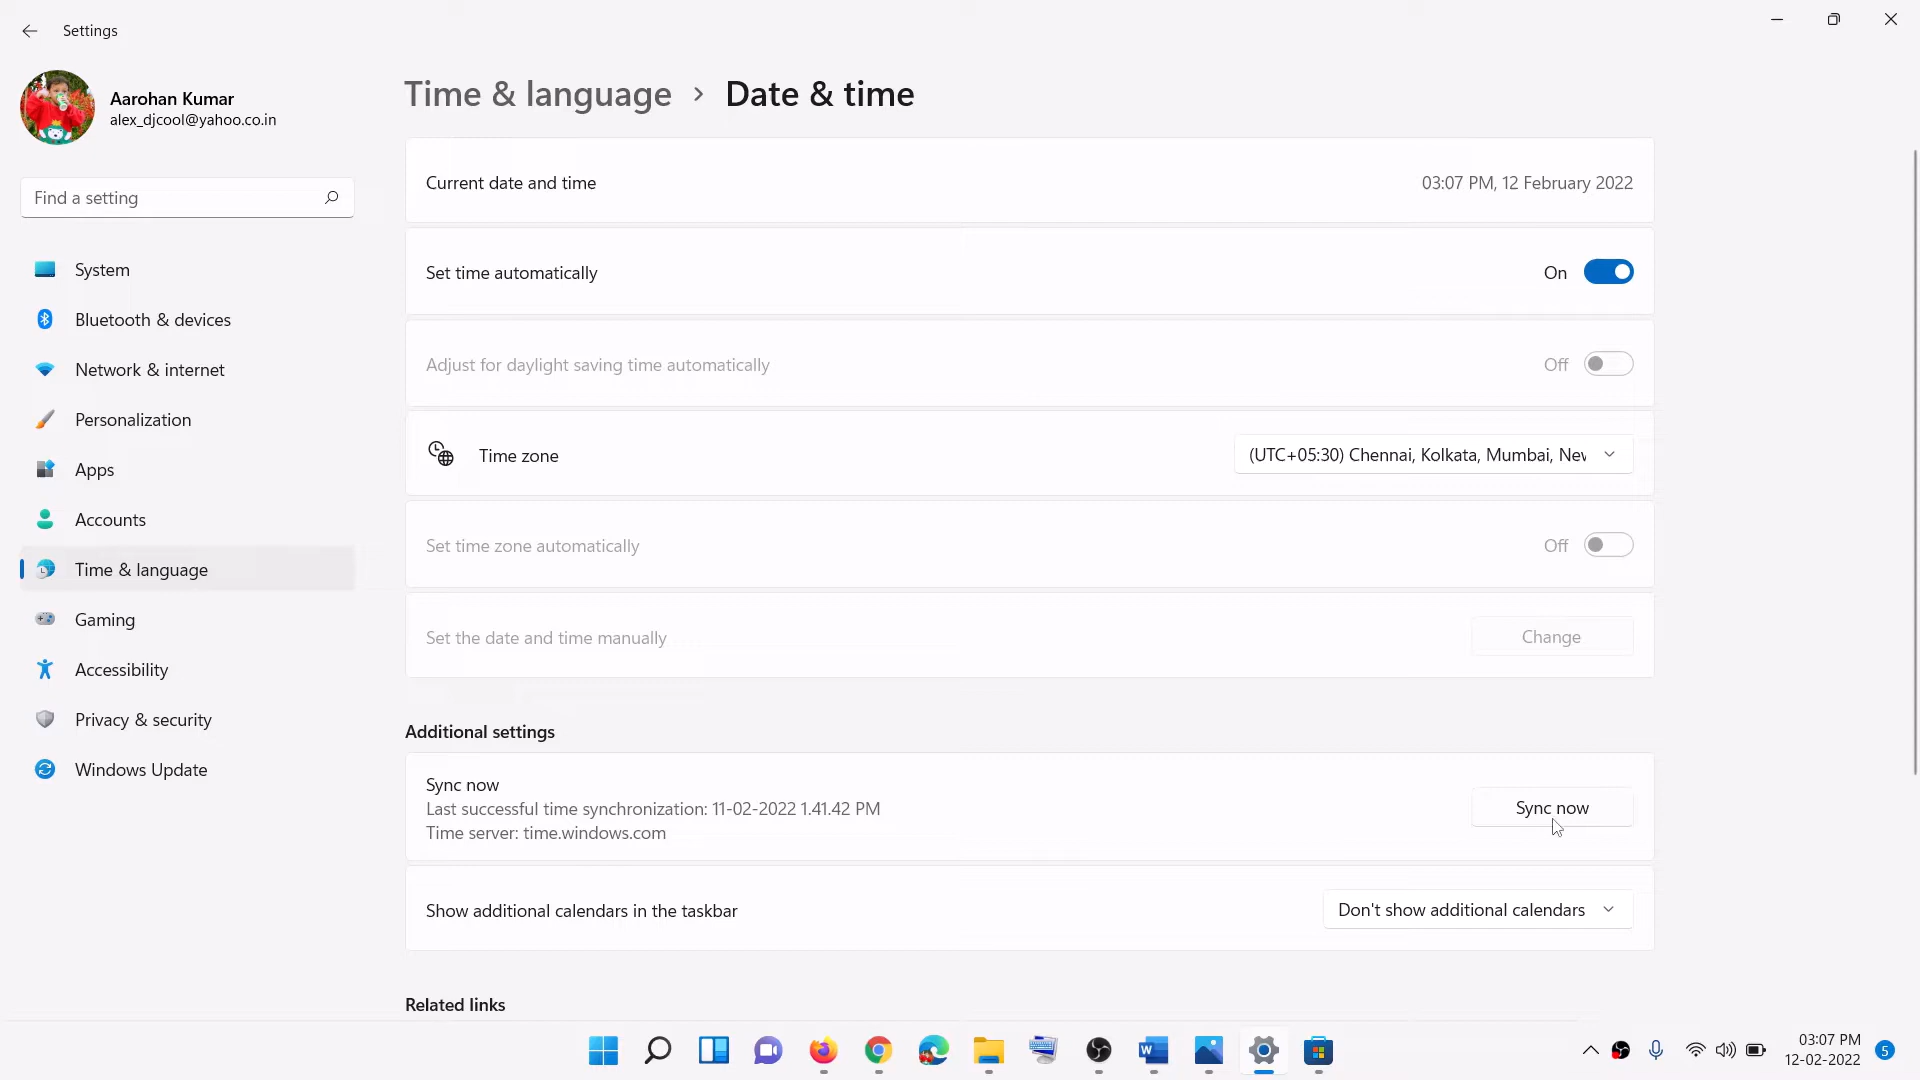 Settings
Aarohan Kumar
alex_djcool@yahoo.co.in
Find a setting
System
Bluetooth & devices
Network & internet
Personalization
Apps
Accounts
Time & language
Gaming
Accessibility
Privacy & security
Windows Update
Time & language > Date & time
Current date and time 03:07 PM, 12 February 2022
Set time automatically On
Adjust for daylight saving time automatically Off
Time zone (UTC+05:30) Chennai, Kolkata, Mumbai, Nev
Set time zone automatically Off
Set the date and time manually Change
Additional settings
Sync now
Last successful time synchronization: 11-02-2022 1.41.42 PM
Time server: time.windows.com
Sync now
Show additional calendars in the taskbar Don't show additional calendars
Related links
03:07 PM
12-02-2022
5